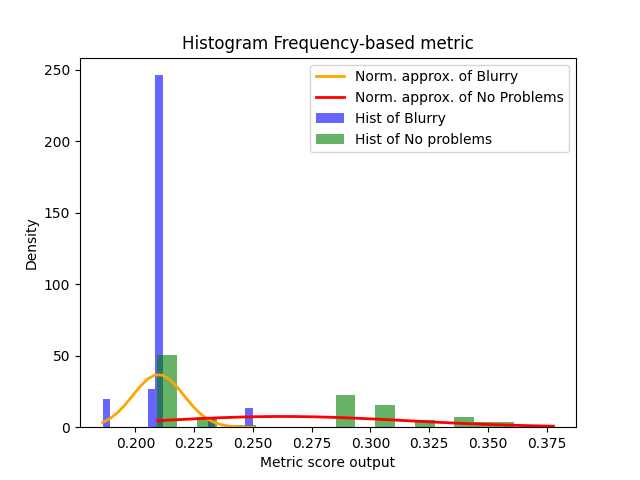 Histogram Frequency-based metric
Norm. approx. of Blurry
Norm. approx. of No Problems
Hist of Blurry
Hist of No problems
250
200
150
100
50
0
Density
0.200 0.225 0.250 0.275 0.300 0.325 0.350 0.375
Metric score output